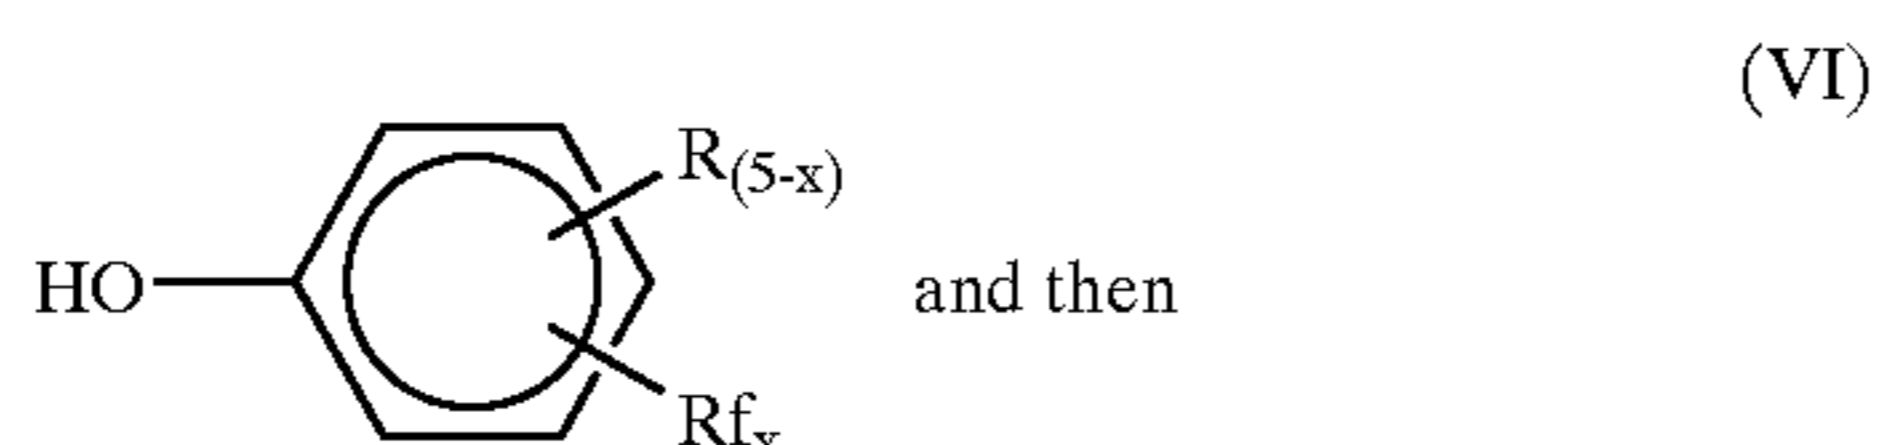 (VI)
R(5-x)
HO
and then
Rfx